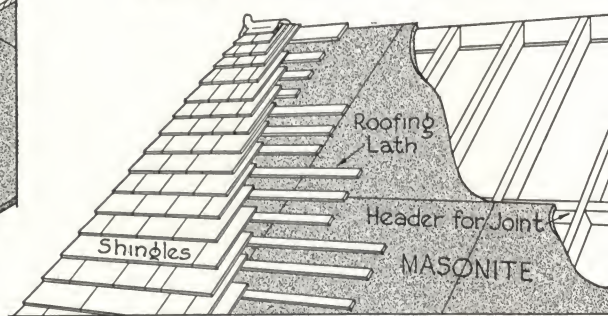 Roofing
Lath
Header for Joint
Shingles
MASONITE